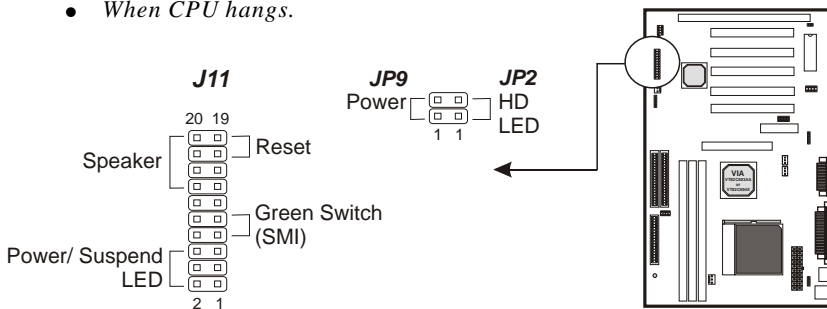 ● When CPU hangs.
J11
JP9
JP2
Power
HD
LED
1 1
20 19
Speaker
Reset
Green Switch
(SMI)
Power/ Suspend
LED
2 1
VIA